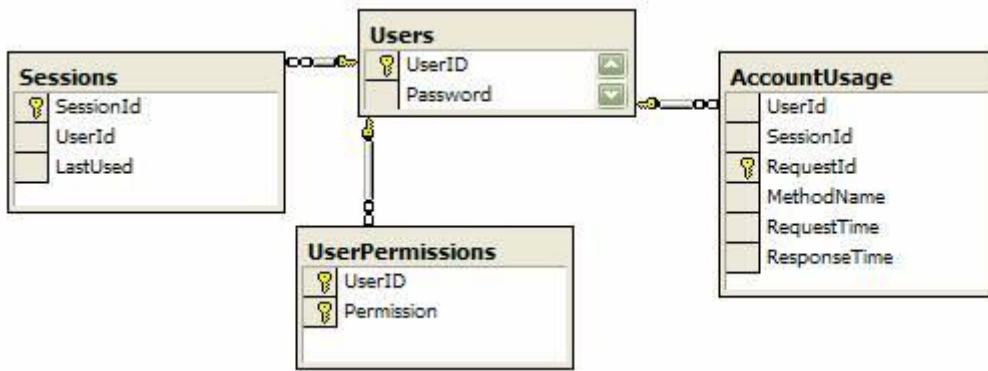 Sessions
SessionId
UserId
LastUsed
Users
UserID
Password
UserPermissions
UserID
Permission
AccountUsage
UserId
SessionId
RequestId
MethodName
RequestTime
ResponseTime